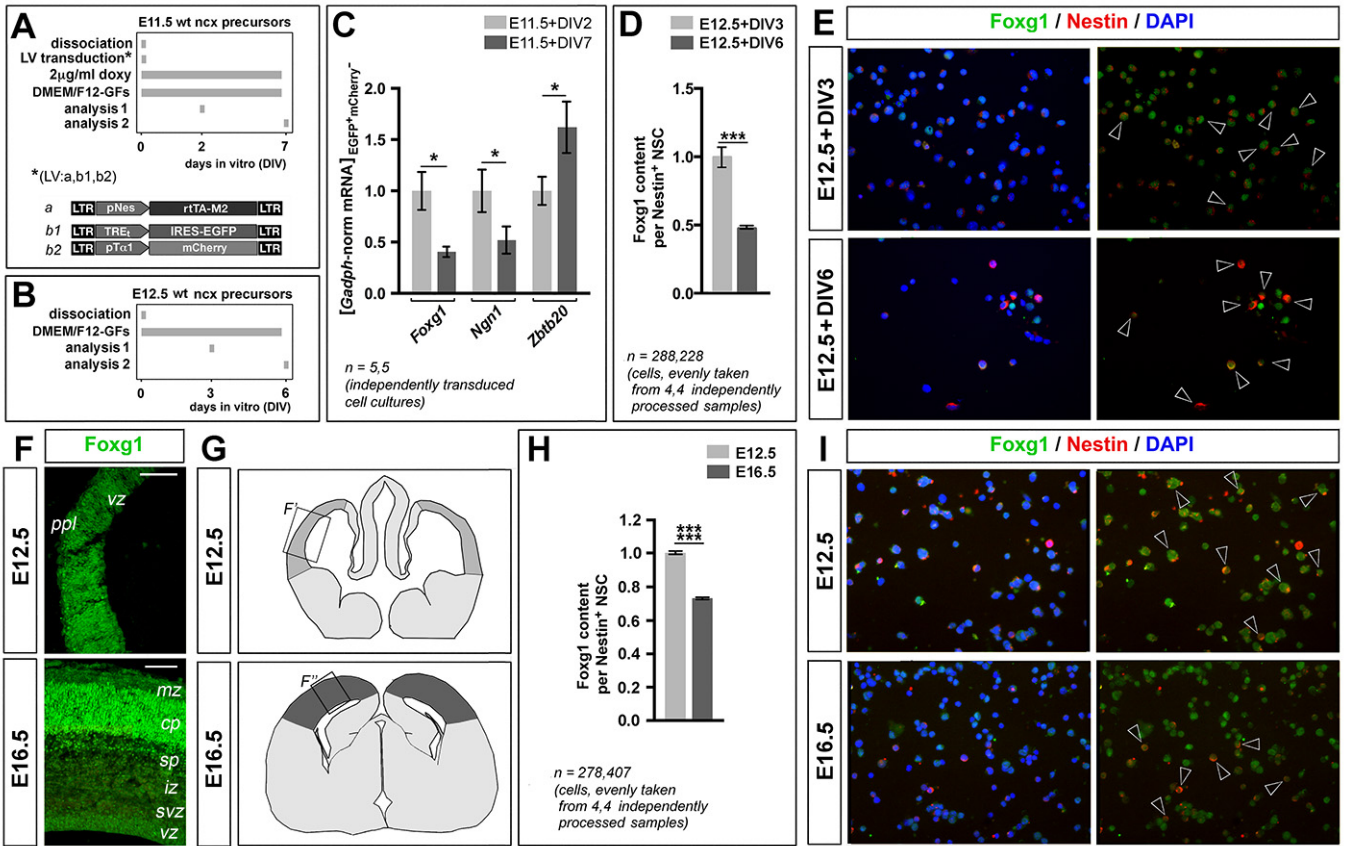 A
E11.5 wt ncx precursors
dissociation
LV transduction*
2μg/ml doxy
DMEM/F12-GFs
analysis 1
analysis 2
0 2 7
days in vitro (DIV)
*(LV:a,b1,b2)
a LTR pNes rtTA-M2 LTR
b1 LTR TREt IRES-EGFP LTR
b2 LTR pTα1 mCherry LTR
B
E12.5 wt ncx precursors
dissociation
DMEM/F12-GFs
analysis 1
analysis 2
0 3 6
days in vitro (DIV)
C
E11.5+DIV2
E11.5+DIV7
[Gadph-norm mRNA]EGFP+mCherry-
2.0
1.5
1.0
0.5
0.0
* * *
Foxg1 Ngn1 Zbtb20
n = 5,5
(independently transduced
cell cultures)
D
E12.5+DIV3
E12.5+DIV6
Foxg1 content
per Nestin+ NSC
1.5
1.0
0.5
0.0
***
n = 288,228
(cells, evenly taken
from 4,4 independently
processed samples)
E
Foxg1 / Nestin / DAPI
E12.5+DIV3
E12.5+DIV6
F
Foxg1
E12.5
vz
ppl
E16.5
mz
cp
sp
iz
svz
vz
G
E12.5
F'
E16.5
F''
H
E12.5
E16.5
Foxg1 content
per Nestin+ NSC
1.2
1.0
0.8
0.6
0.4
0.2
0.0
***
***
n = 278,407
(cells, evenly taken
from 4,4 independently
processed samples)
I
Foxg1 / Nestin / DAPI
E12.5
E16.5